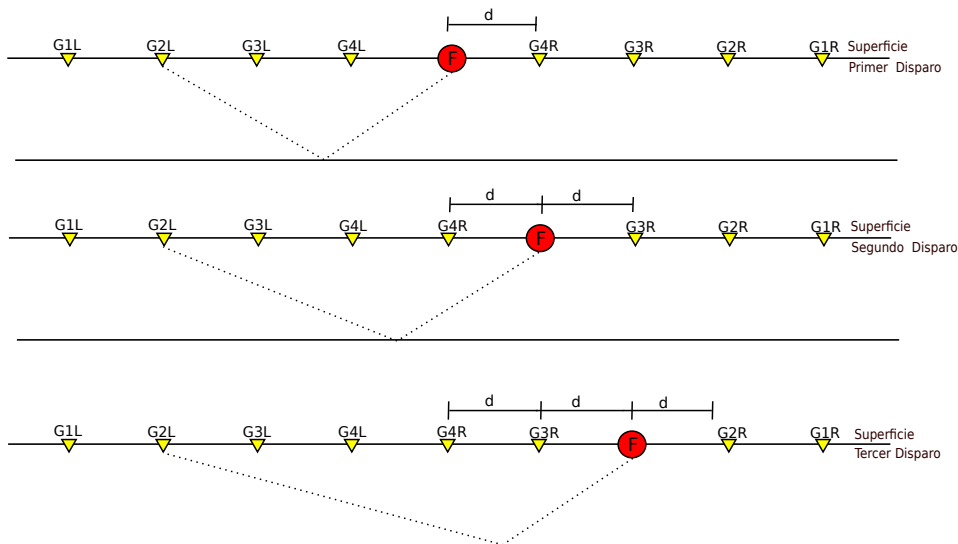 d
G1L G2L G3L G4L F G4R G3R G2R G1R Superficie
Primer Disparo
d d
G1L G2L G3L G4L G4R F G3R G2R G1R Superficie
Segundo Disparo
d d d
G1L G2L G3L G4L G4R G3R F G2R G1R Superficie
Tercer Disparo